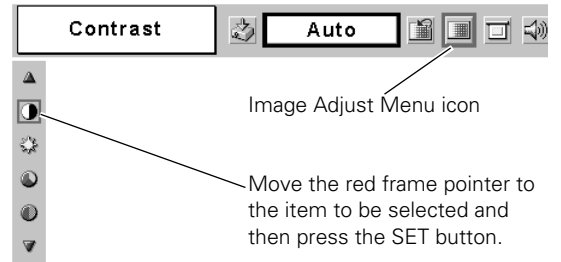 Contrast
Auto
Image Adjust Menu icon
Move the red frame pointer to
the item to be selected and
then press the SET button.